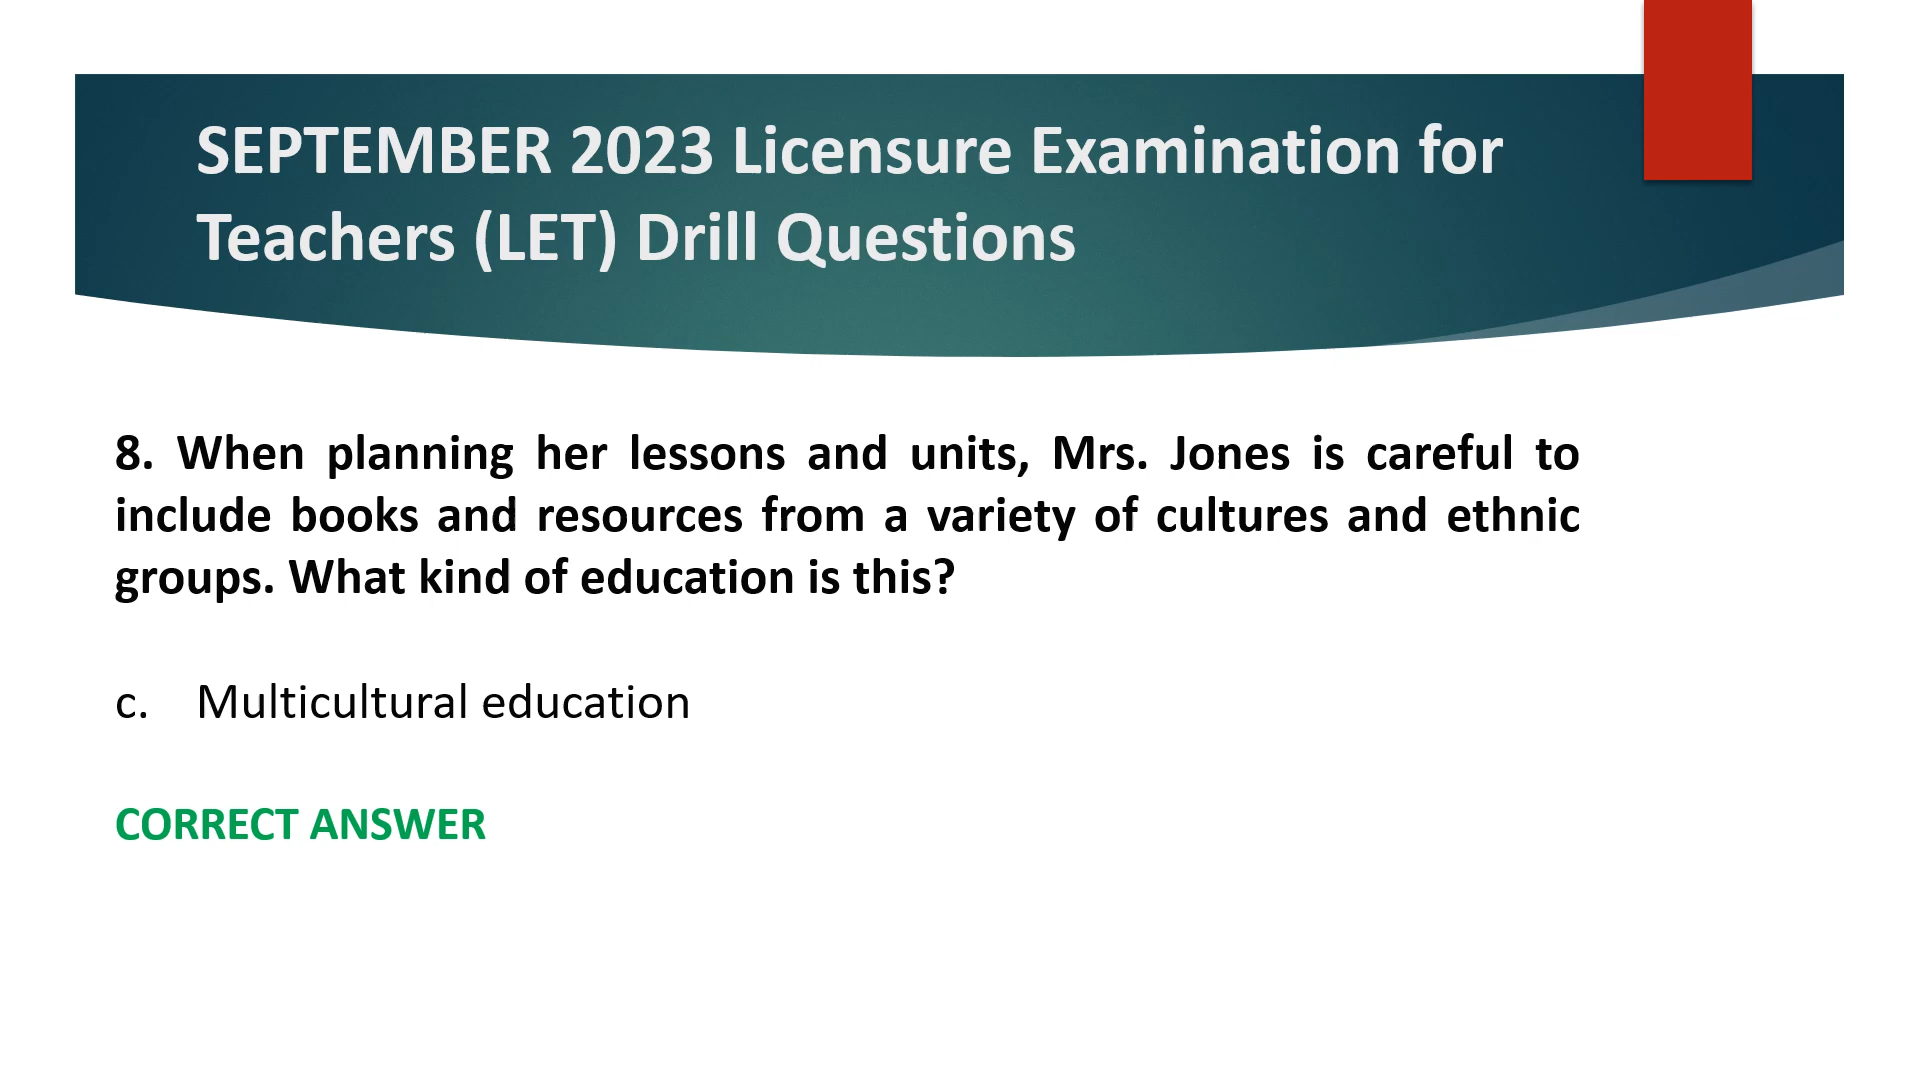 SEPTEMBER 2023 Licensure Examination for
Teachers (LET) Drill Questions
8. When planning her lessons and units, Mrs. Jones is careful to
include books and resources from a variety of cultures and ethnic
groups. What kind of education is this?
c. Multicultural education
CORRECT ANSWER